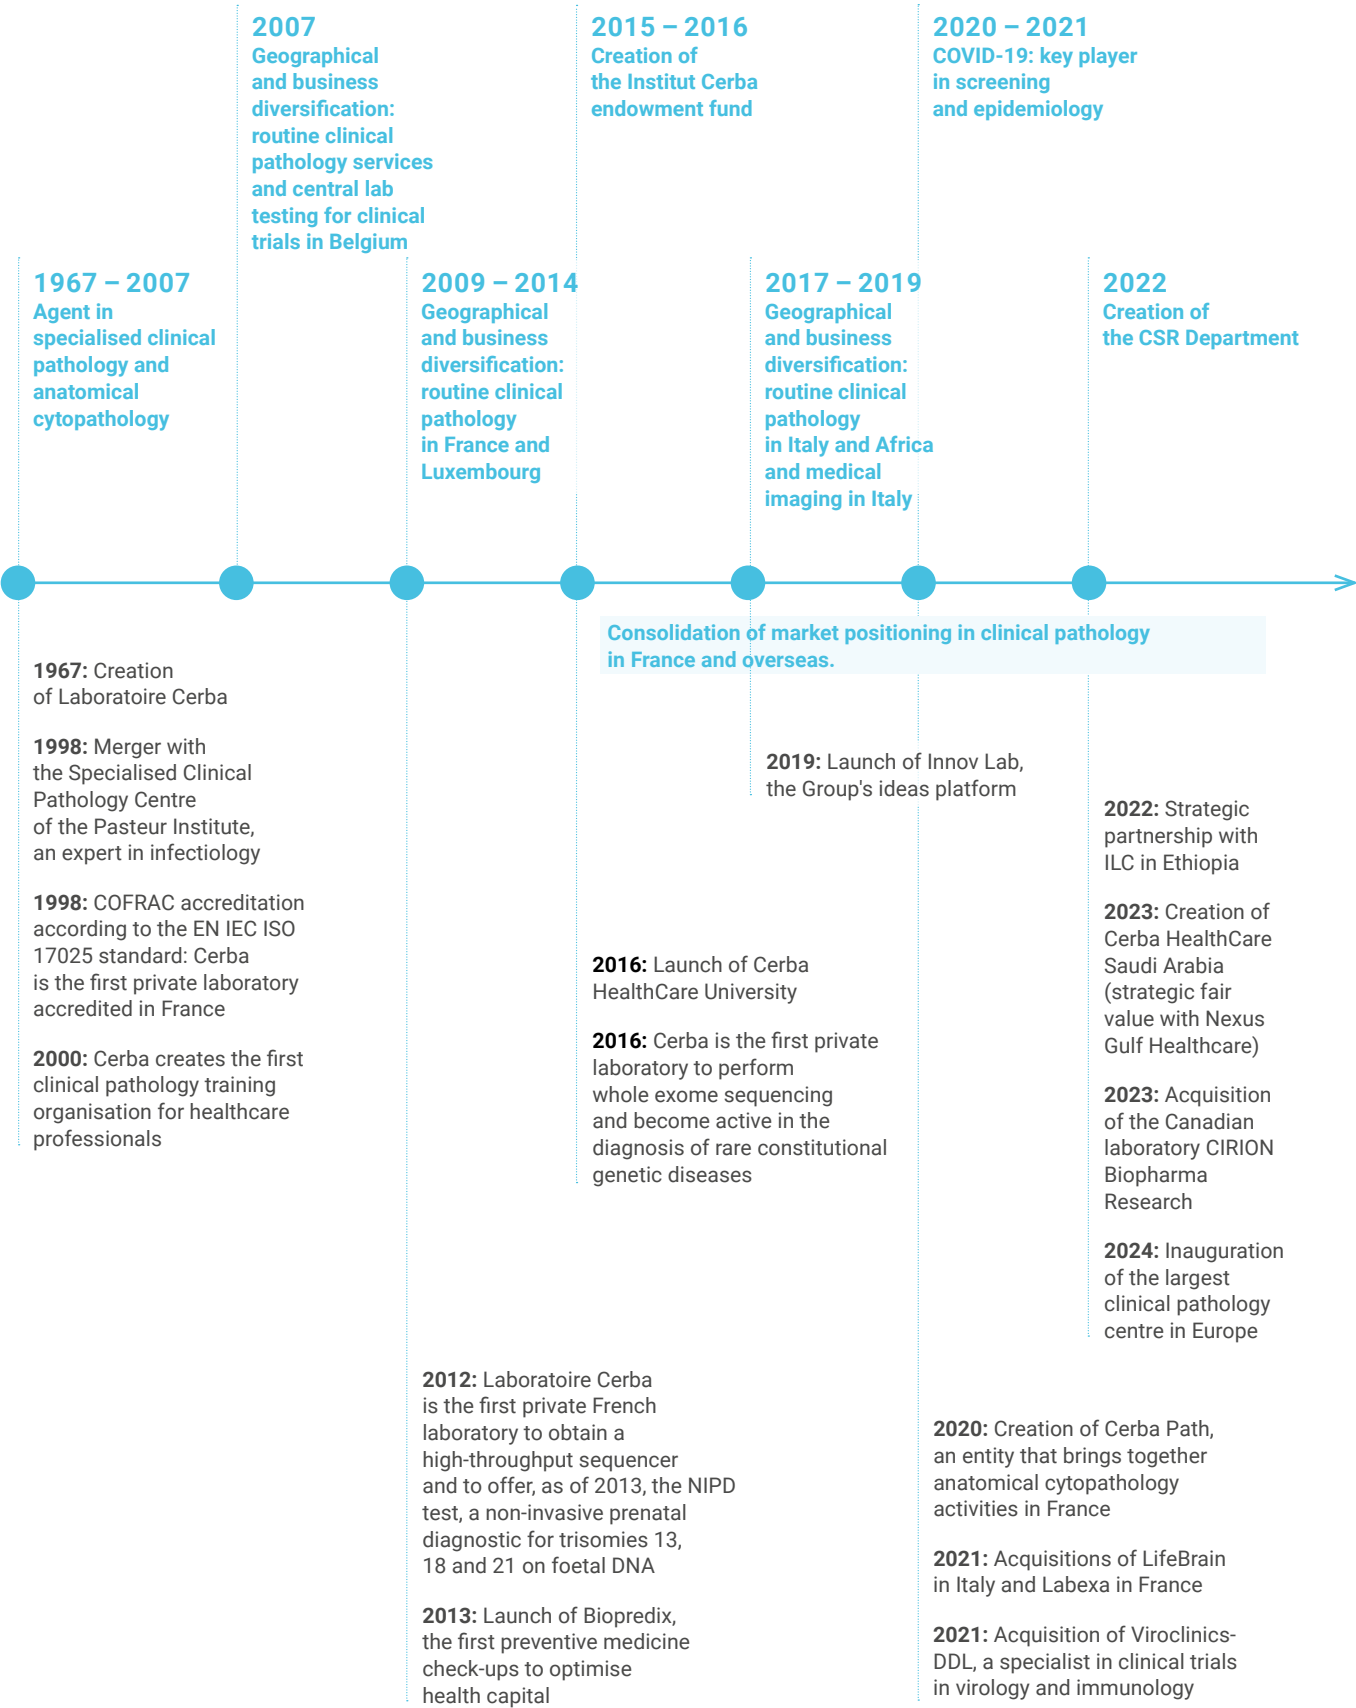 2007
Geographical
and business
diversification:
routine clinical
pathology services
and central lab
testing for clinical
trials in Belgium
2015 – 2016
Creation of
the Institut Cerba
endowment fund
2020 – 2021
COVID-19: key player
in screening
and epidemiology
1967 – 2007
Agent in
specialised clinical
pathology and
anatomical
cytopathology
2009 – 2014
Geographical
and business
diversification:
routine clinical
pathology
in France and
Luxembourg
2017 – 2019
Geographical
and business
diversification:
routine clinical
pathology
in Italy and Africa
and medical
imaging in Italy
2022
Creation of
the CSR Department
Consolidation of market positioning in clinical pathology
in France and overseas.
1967: Creation
of Laboratoire Cerba
1998: Merger with
the Specialised Clinical
Pathology Centre
of the Pasteur Institute,
an expert in infectiology
1998: COFRAC accreditation
according to the EN IEC ISO
17025 standard: Cerba
is the first private laboratory
accredited in France
2000: Cerba creates the first
clinical pathology training
organisation for healthcare
professionals
2012: Laboratoire Cerba
is the first private French
laboratory to obtain a
high-throughput sequencer
and to offer, as of 2013, the NIPD
test, a non-invasive prenatal
diagnostic for trisomies 13,
18 and 21 on foetal DNA
2013: Launch of Biopredix,
the first preventive medicine
check-ups to optimise
health capital
2016: Launch of Cerba
HealthCare University
2016: Cerba is the first private
laboratory to perform
whole exome sequencing
and become active in the
diagnosis of rare constitutional
genetic diseases
2019: Launch of Innov Lab,
the Group's ideas platform
2020: Creation of Cerba Path,
an entity that brings together
anatomical cytopathology
activities in France
2021: Acquisitions of LifeBrain
in Italy and Labexa in France
2021: Acquisition of Viroclinics-
DDL, a specialist in clinical trials
in virology and immunology
2022: Strategic
partnership with
ILC in Ethiopia
2023: Creation of
Cerba HealthCare
Saudi Arabia
(strategic fair
value with Nexus
Gulf Healthcare)
2023: Acquisition
of the Canadian
laboratory CIRION
Biopharma
Research
2024: Inauguration
of the largest
clinical pathology
centre in Europe